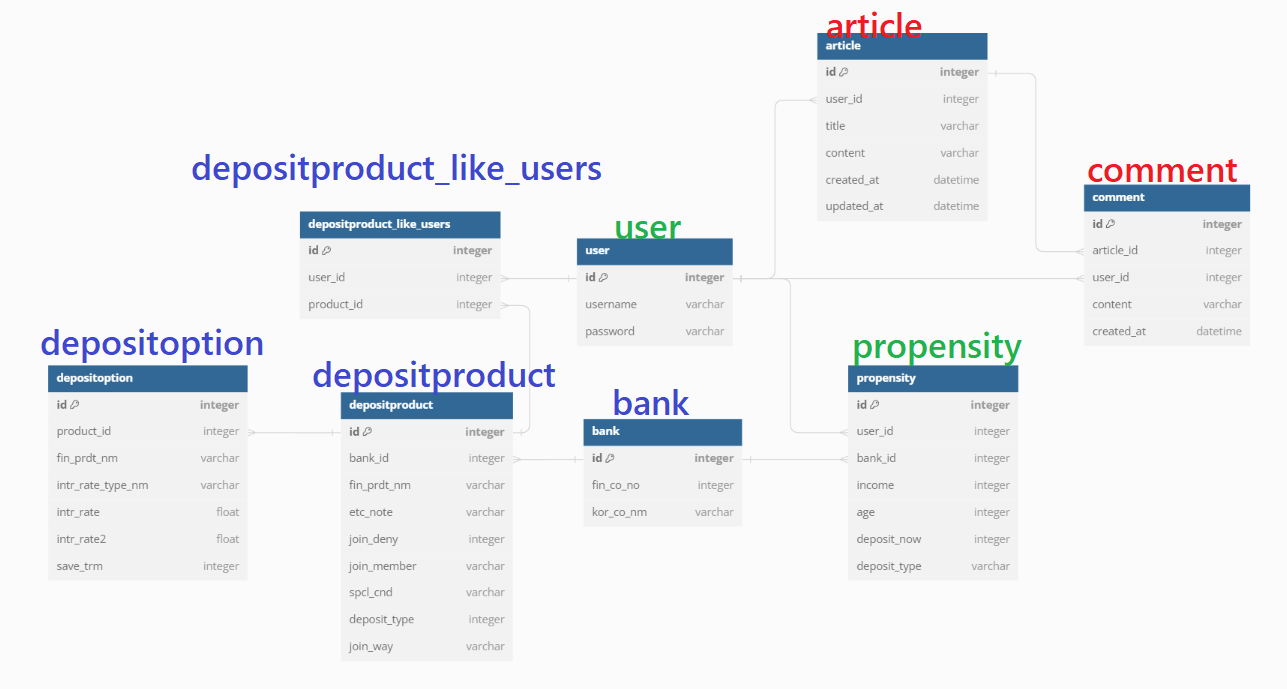 article
article
id integer
user_id integer
title varchar
content varchar
created_at datetime
updated_at datetime
comment
comment
id integer
article_id integer
user_id integer
content varchar
created_at datetime
depositproduct_like_users
depositproduct_like_users
id integer
user_id integer
product_id integer
user
user
id integer
username varchar
password varchar
depositoption
depositoption
id integer
product_id integer
fin_prdt_nm varchar
intr_rate_type_nm varchar
intr_rate float
intr_rate2 float
save_trm integer
depositproduct
depositproduct
id integer
bank_id integer
fin_prdt_nm varchar
etc_note varchar
join_deny integer
join_member varchar
spcl_cnd varchar
deposit_type integer
join_way varchar
bank
bank
id integer
fin_co_no integer
kor_co_nm varchar
propensity
propensity
id integer
user_id integer
bank_id integer
income integer
age integer
deposit_now integer
deposit_type varchar